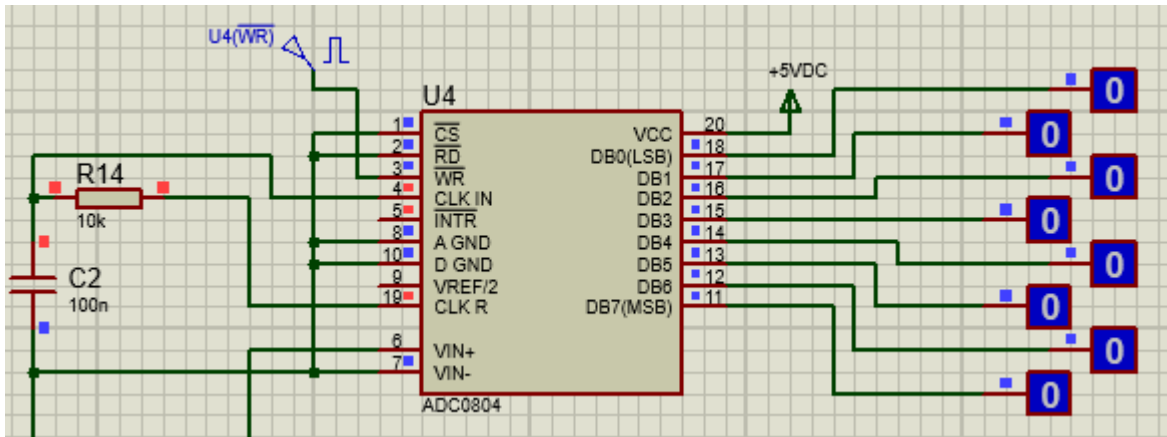 U4(WR)
+5VDC
U4
R14
10k
C2
100n
1 CS
2 RD
3 WR
4 CLK IN
5 INTR
8 A GND
10 D GND
9 VREF/2
19 CLK R
6 VIN+
7 VIN-
VCC 20
DB0(LSB) 18
DB1 17
DB2 16
DB3 15
DB4 14
DB5 13
DB6 12
DB7(MSB) 11
ADC0804
0
0
0
0
0
0
0
0